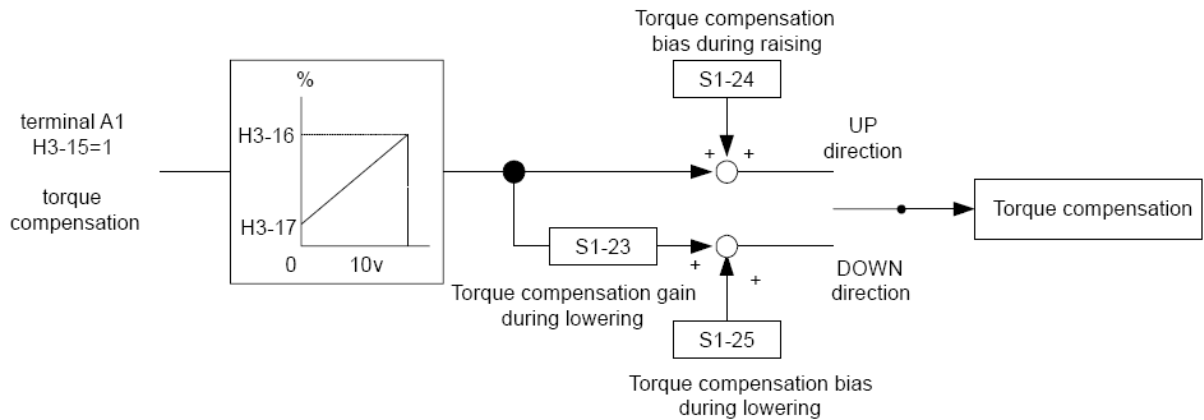 Torque compensation
bias during raising
S1-24
%
terminal A1
H3-15=1
torque
compensation
H3-16
H3-17
0
10v
+
+
UP
direction
Torque compensation
S1-23
+
+
DOWN
direction
Torque compensation gain
during lowering
S1-25
Torque compensation bias
during lowering